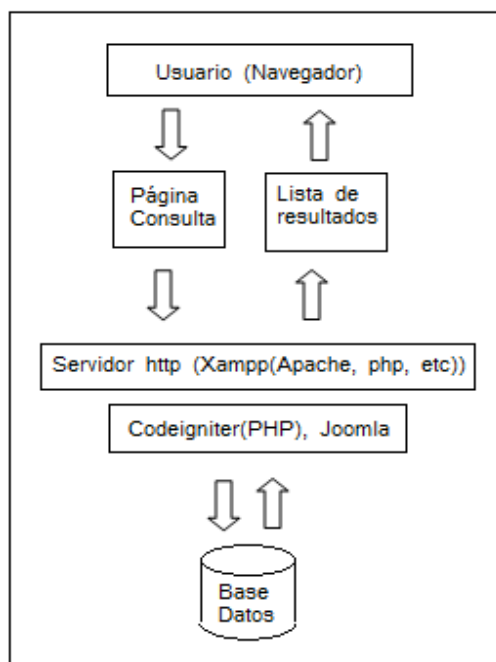 Usuario (Navegador)
Página
Consulta
Lista de
resultados
Servidor http (Xampp(Apache, php, etc))
Codeigniter(PHP), Joomla
Base
Datos